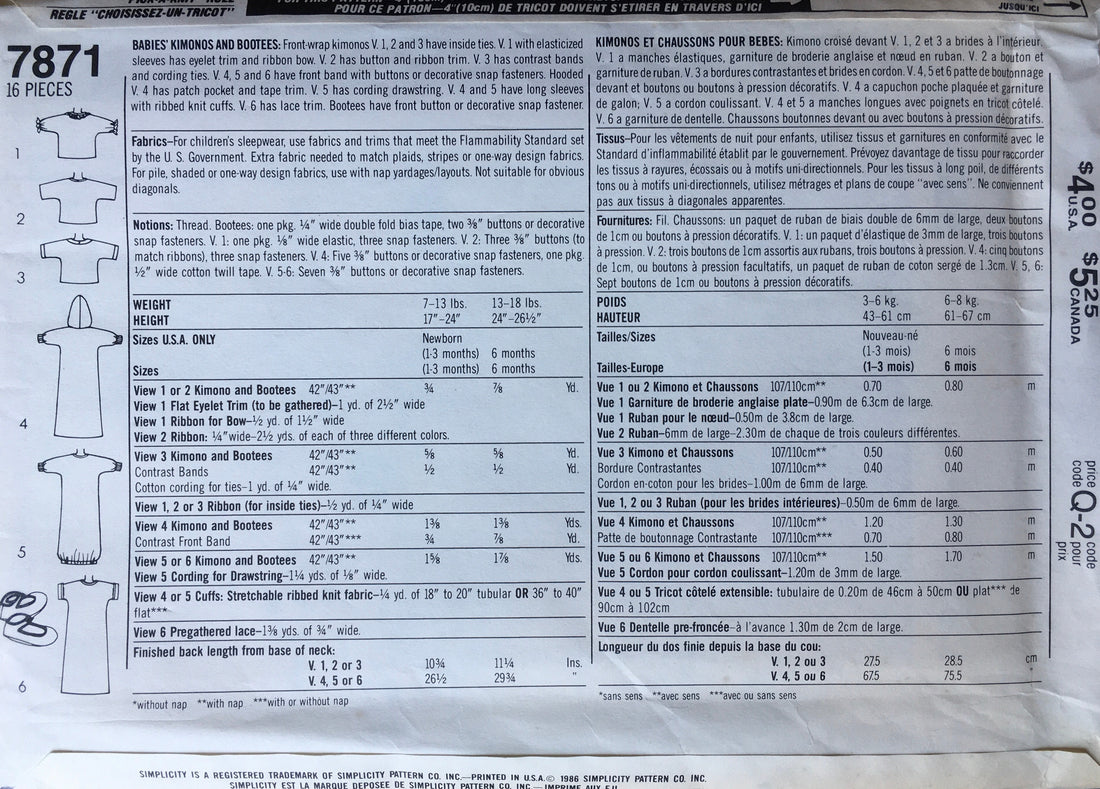 REGLE "CHOISISSEZ-UN-TRICOT"
POUR CE PATRON—4"(10cm) DE TRICOT DOIVENT S'ETIRER EN TRAVERS D'ICI
JUSQU'ICI
7871
16 PIECES
1
2
3
4
5
6
BABIES' KIMONOS AND BOOTEES: Front-wrap kimonos V. 1, 2 and 3 have inside ties. V. 1 with elasticized
sleeves has eyelet trim and ribbon bow. V. 2 has button and ribbon trim. V. 3 has contrast bands
and cording ties. V. 4, 5 and 6 have front band with buttons or decorative snap fasteners. Hooded
V. 4 has patch pocket and tape trim. V. 5 has cording drawstring. V. 4 and 5 have long sleeves
with ribbed knit cuffs. V. 6 has lace trim. Bootees have front button or decorative snap fastener.
Fabrics—For children's sleepwear, use fabrics and trims that meet the Flammability Standard set
by the U. S. Government. Extra fabric needed to match plaids, stripes or one-way design fabrics.
For pile, shaded or one-way design fabrics, use with nap yardages/layouts. Not suitable for obvious
diagonals.
Notions: Thread. Bootees: one pkg. ¼" wide double fold bias tape, two ⅜" buttons or decorative
snap fasteners. V. 1: one pkg. ⅛" wide elastic, three snap fasteners. V. 2: Three ⅜" buttons (to
match ribbons), three snap fasteners. V. 4: Five ⅜" buttons or decorative snap fasteners, one pkg.
½" wide cotton twill tape. V. 5-6: Seven ⅜" buttons or decorative snap fasteners.
WEIGHT 7-13 lbs. 13-18 lbs.
HEIGHT 17"-24" 24"-26½"
Sizes U.S.A. ONLY Newborn
(1-3 months) 6 months
Sizes (1-3 months) 6 months
View 1 or 2 Kimono and Bootees 42"/43"** ¾ ⅞ Yd.
View 1 Flat Eyelet Trim (to be gathered)—1 yd. of 2½" wide
View 1 Ribbon for Bow—½ yd. of 1½" wide
View 2 Ribbon: ¼"wide—2½ yds. of each of three different colors.
View 3 Kimono and Bootees 42"/43"** ⅝ ⅝ Yd.
Contrast Bands 42"/43"** ½ ½ Yd.
Cotton cording for ties—1 yd. of ¼" wide.
View 1, 2 or 3 Ribbon (for inside ties)—½ yd. of ¼" wide
View 4 Kimono and Bootees 42"/43"** 1⅜ 1⅜ Yds.
Contrast Front Band 42"/43"*** ¾ ⅞ Yd.
View 5 or 6 Kimono and Bootees 42"/43"** 1⅝ 1⅞ Yds.
View 5 Cording for Drawstring—1¼ yds. of ⅛" wide.
View 4 or 5 Cuffs: Stretchable ribbed knit fabric—¼ yd. of 18" to 20" tubular OR 36" to 40"
flat***
View 6 Pregathered lace—1⅜ yds. of ¾" wide.
Finished back length from base of neck:
V. 1, 2 or 3 10¾ 11¼ Ins.
V. 4, 5 or 6 26½ 29¾ "
*without nap **with nap ***with or without nap
KIMONOS ET CHAUSSONS POUR BEBES: Kimono croisé devant V. 1, 2 et 3 a brides à l'intérieur.
V. 1 a manches élastiques, garniture de broderie anglaise et nœud en ruban. V. 2 a bouton et
garniture de ruban. V. 3 a bordures contrastantes et brides en cordon. V. 4, 5 et 6 patte de boutonnage
devant et boutons ou boutons à pression décoratifs. V. 4 a capuchon poche plaquée et garniture
de galon; V. 5 a cordon coulissant. V. 4 et 5 a manches longues avec poignets en tricot côtelé.
V. 6 a garniture de dentelle. Chaussons boutonnes devant ou avec boutons à pression décoratifs.
Tissus—Pour les vêtements de nuit pour enfants, utilisez tissus et garnitures en conformité avec le
Standard d'inflammabilité établit par le gouvernement. Prévoyez davantage de tissu pour raccorder
les tissus à rayures, écossais ou à motifs uni-directionnels. Pour les tissus à long poil, de différents
tons ou à motifs uni-directionnels, utilisez métrages et plans de coupe "avec sens". Ne conviennent
pas aux tissus à diagonales apparentes.
Fournitures: Fil. Chaussons: un paquet de ruban de biais double de 6mm de large, deux boutons
de 1cm ou à pression décoratifs. V. 1: un paquet d'élastique de 3mm de large, trois boutons
à pression. V. 2: trois boutons de 1cm assortis aux rubans, trois boutons à pression. V. 4: cinq boutons
de 1cm, ou boutons à pression facultatifs, un paquet de ruban de coton sergé de 1.3cm. V. 5, 6:
Sept boutons de 1cm ou boutons à pression décoratifs.
POIDS 3-6 kg. 6-8 kg.
HAUTEUR 43-61 cm 61-67 cm
Tailles/Sizes Nouveau-né
(1-3 mois) 6 mois
Tailles-Europe (1-3 mois) 6 mois
Vue 1 ou 2 Kimono et Chaussons 107/110cm** 0.70 0.80 m
Vue 1 Garniture de broderie anglaise plate—0.90m de 6.3cm de large.
Vue 1 Ruban pour le nœud—0.50m de 3.8cm de large.
Vue 2 Ruban—6mm de large—2.30m de chaque de trois couleurs différentes.
Vue 3 Kimono et Chaussons 107/110cm** 0.50 0.60 m
Bordure Contrastantes 107/110cm** 0.40 0.40 m
Cordon en-coton pour les brides—1.00m de 6mm de large.
Vue 1, 2 ou 3 Ruban (pour les brides intérieures)—0.50m de 6mm de large.
Vue 4 Kimono et Chaussons 107/110cm** 1.20 1.30 m
Patte de boutonnage Contrastante 107/110cm*** 0.70 0.80 m
Vue 5 ou 6 Kimono et Chaussons 107/110cm** 1.50 1.70 m
Vue 5 Cordon pour cordon coulissant—1.20m de 3mm de large.
Vue 4 ou 5 Tricot côtelé extensible: tubulaire de 0.20m de 46cm à 50cm OU plat*** de
90cm à 102cm
Vue 6 Dentelle pre-froncée—à l'avance 1.30m de 2cm de large.
Longueur du dos finie depuis la base du cou:
V. 1, 2 ou 3 27.5 28.5 cm
V. 4, 5 ou 6 67.5 75.5 "
*sans sens **avec sens ***avec ou sans sens
$4.00 U.S.A.
$5.25 CANADA
price code Q-2 code pour prix
SIMPLICITY IS A REGISTERED TRADEMARK OF SIMPLICITY PATTERN CO. INC.—PRINTED IN U.S.A.© 1986 SIMPLICITY PATTERN CO. INC.
SIMPLICITY EST LA MARQUE DEPOSEE DE SIMPLICITY PATTERN CO. INC.— IMPRIME AUX E.U.